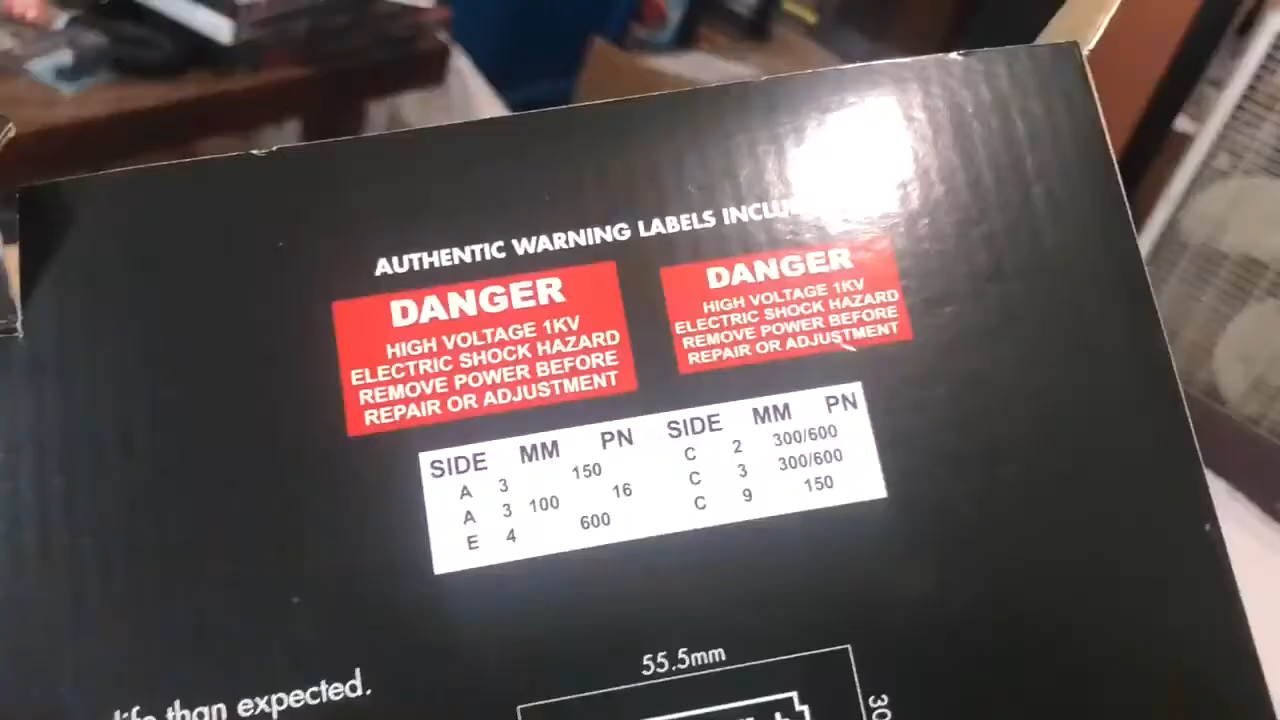 AUTHENTIC WARNING LABELS
DANGER
HIGH VOLTAGE 1KV
ELECTRIC SHOCK HAZARD
REMOVE POWER BEFORE
REPAIR OR ADJUSTMENT
DANGER
HIGH VOLTAGE 1KV
ELECTRIC SHOCK HAZARD
REMOVE POWER BEFORE
REPAIR OR ADJUSTMENT
SIDE MM PN SIDE MM PN
A 3 150 C 2 300/600
A 3 100 16 C 3 300/600
E 4 600 C 9 150
than expected.
55.5mm